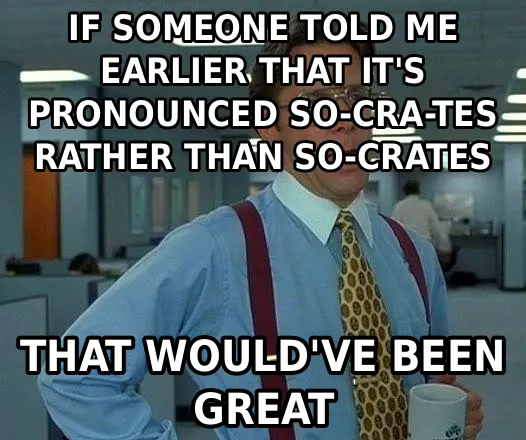 IF SOMEONE TOLD ME
EARLIER THAT IT'S
PRONOUNCED SO-CRA-TES
RATHER THAN SO-CRATES
THAT WOULD'VE BEEN
GREAT